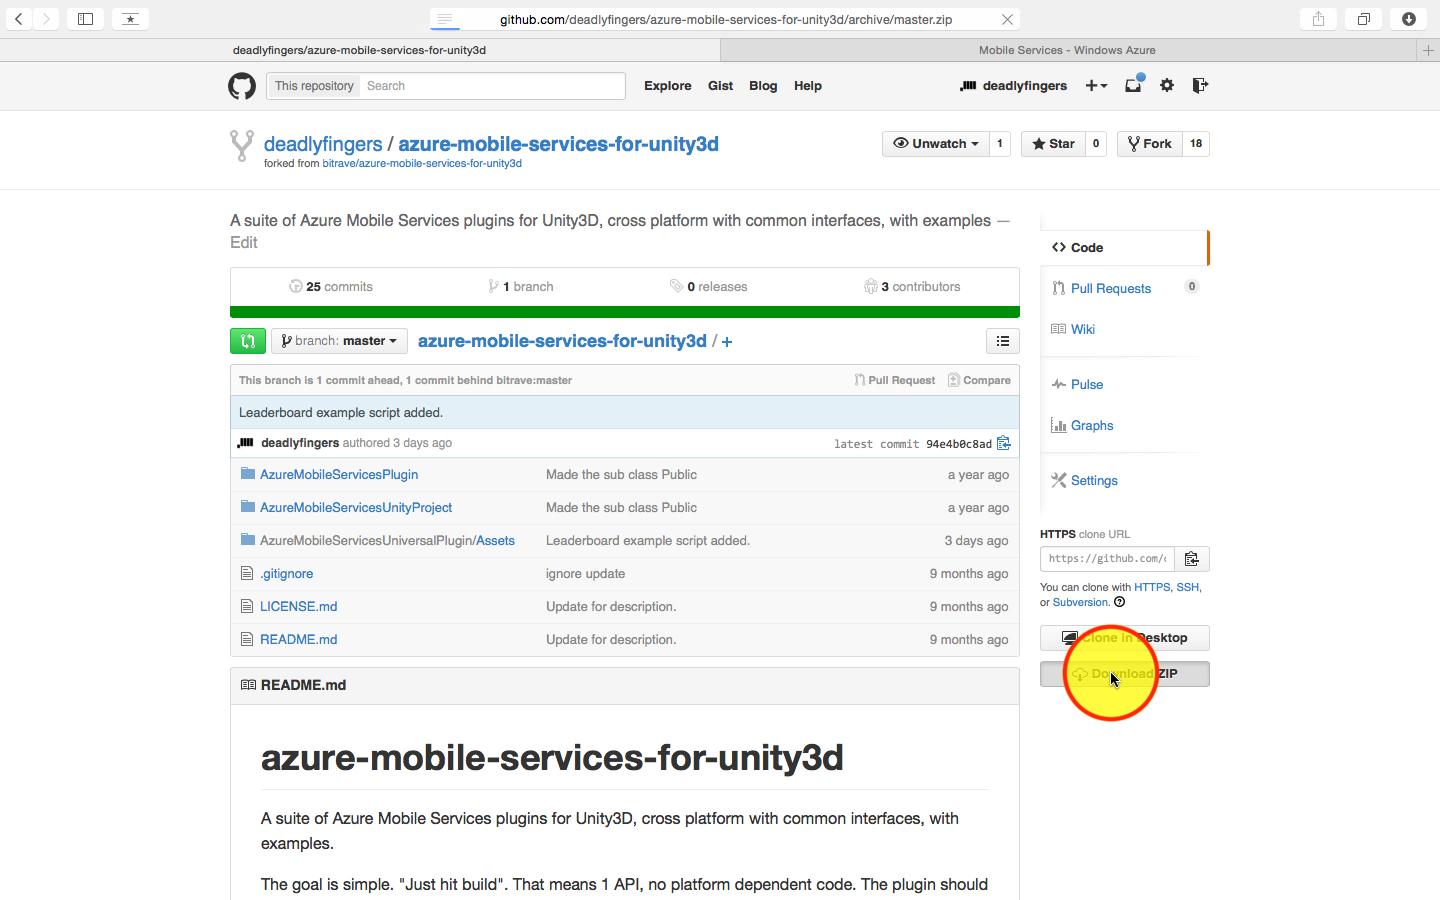 github.com/deadlyfingers/azure-mobile-services-for-unity3d/archive/master.zip
deadlyfingers/azure-mobile-services-for-unity3d
Mobile Services - Windows Azure
This repository Search
Explore Gist Blog Help
deadlyfingers
deadlyfingers / azure-mobile-services-for-unity3d
forked from bitrave/azure-mobile-services-for-unity3d
Unwatch 1
Star 0
Fork 18
A suite of Azure Mobile Services plugins for Unity3D, cross platform with common interfaces, with examples —
Edit
25 commits
1 branch
0 releases
3 contributors
branch: master
azure-mobile-services-for-unity3d / +
This branch is 1 commit ahead, 1 commit behind bitrave:master
Pull Request Compare
Leaderboard example script added.
deadlyfingers authored 3 days ago
latest commit 94e4b0c8ad
AzureMobileServicesPlugin Made the sub class Public a year ago
AzureMobileServicesUnityProject Made the sub class Public a year ago
AzureMobileServicesUniversalPlugin/Assets Leaderboard example script added. 3 days ago
.gitignore ignore update 9 months ago
LICENSE.md Update for description. 9 months ago
README.md Update for description. 9 months ago
README.md
azure-mobile-services-for-unity3d
A suite of Azure Mobile Services plugins for Unity3D, cross platform with common interfaces, with
examples.
The goal is simple. "Just hit build". That means 1 API, no platform dependent code. The plugin should
<> Code
Pull Requests 0
Wiki
Pulse
Graphs
Settings
HTTPS clone URL
https://github.com/
You can clone with HTTPS, SSH,
or Subversion.
Clone in Desktop
Download ZIP